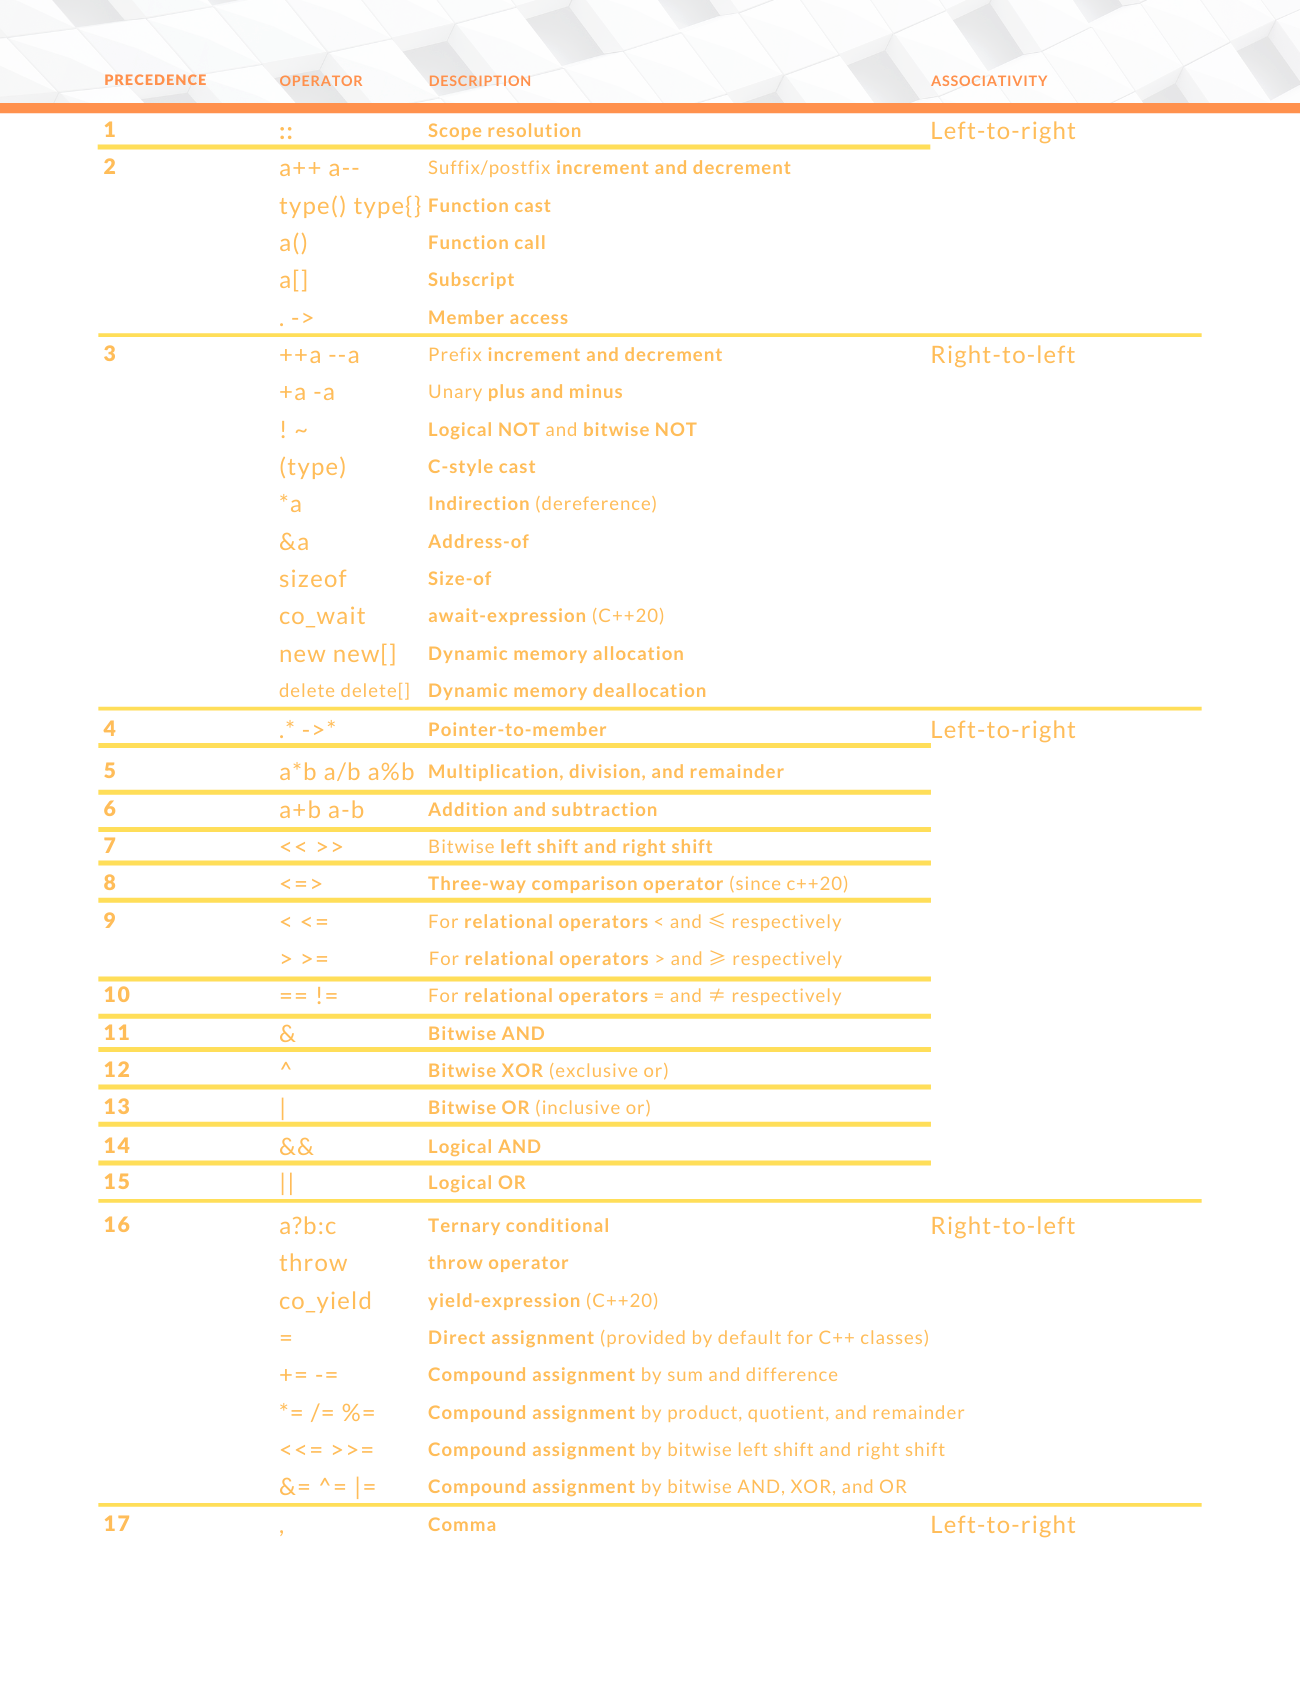 PRECEDENCE OPERATOR DESCRIPTION ASSOCIATIVITY
1 :: Scope resolution Left-to-right
2 a++ a-- Suffix/postfix increment and decrement
type() type{} Function cast
a() Function call
a[] Subscript
. -> Member access
3 ++a --a Prefix increment and decrement Right-to-left
+a -a Unary plus and minus
! ~ Logical NOT and bitwise NOT
(type) C-style cast
*a Indirection (dereference)
&a Address-of
sizeof Size-of
co_wait await-expression (C++20)
new new[] Dynamic memory allocation
delete delete[] Dynamic memory deallocation
4 .* ->* Pointer-to-member Left-to-right
5 a*b a/b a%b Multiplication, division, and remainder
6 a+b a-b Addition and subtraction
7 << >> Bitwise left shift and right shift
8 <=> Three-way comparison operator (since c++20)
9 < <= For relational operators < and ⩽ respectively
> >= For relational operators > and ⩾ respectively
10 == != For relational operators = and ≠ respectively
11 & Bitwise AND
12 ^ Bitwise XOR (exclusive or)
13 | Bitwise OR (inclusive or)
14 && Logical AND
15 || Logical OR
16 a?b:c Ternary conditional Right-to-left
throw throw operator
co_yield yield-expression (C++20)
= Direct assignment (provided by default for C++ classes)
+= -= Compound assignment by sum and difference
*= /= %= Compound assignment by product, quotient, and remainder
<<= >>= Compound assignment by bitwise left shift and right shift
&= ^= |= Compound assignment by bitwise AND, XOR, and OR
17 , Comma Left-to-right